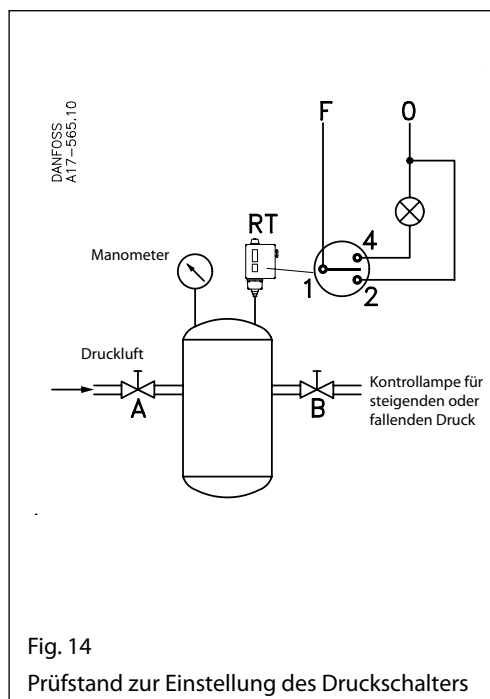 DANFOSS
A17-565.10
F
O
RT
4
1
2
Manometer
Druckluft
A
B
Kontrollampe für
steigenden oder
fallenden Druck
Fig. 14
Prüfstand zur Einstellung des Druckschalters